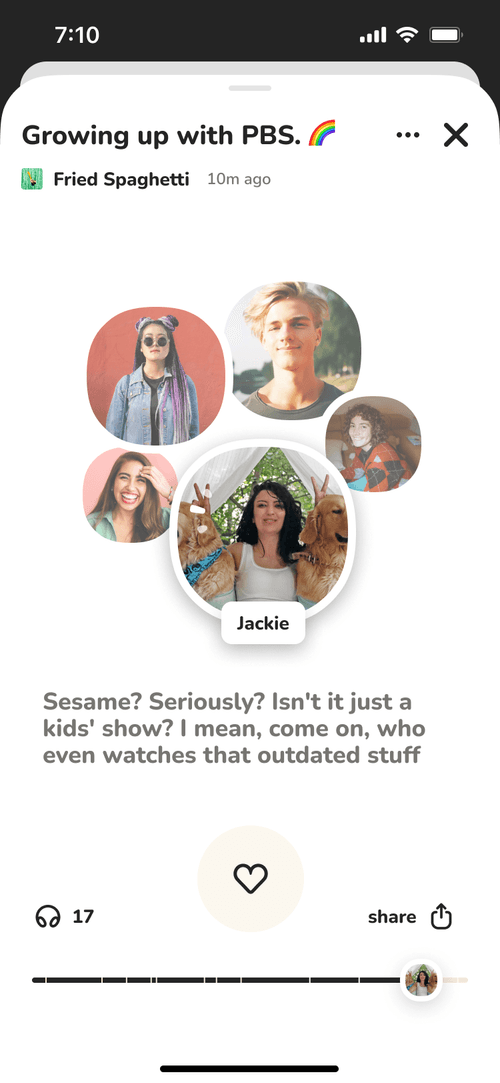 7:10
Growing up with PBS. 🌈
Fried Spaghetti 10m ago
Jackie
Sesame? Seriously? Isn't it just a
kids' show? I mean, come on, who
even watches that outdated stuff
17
share